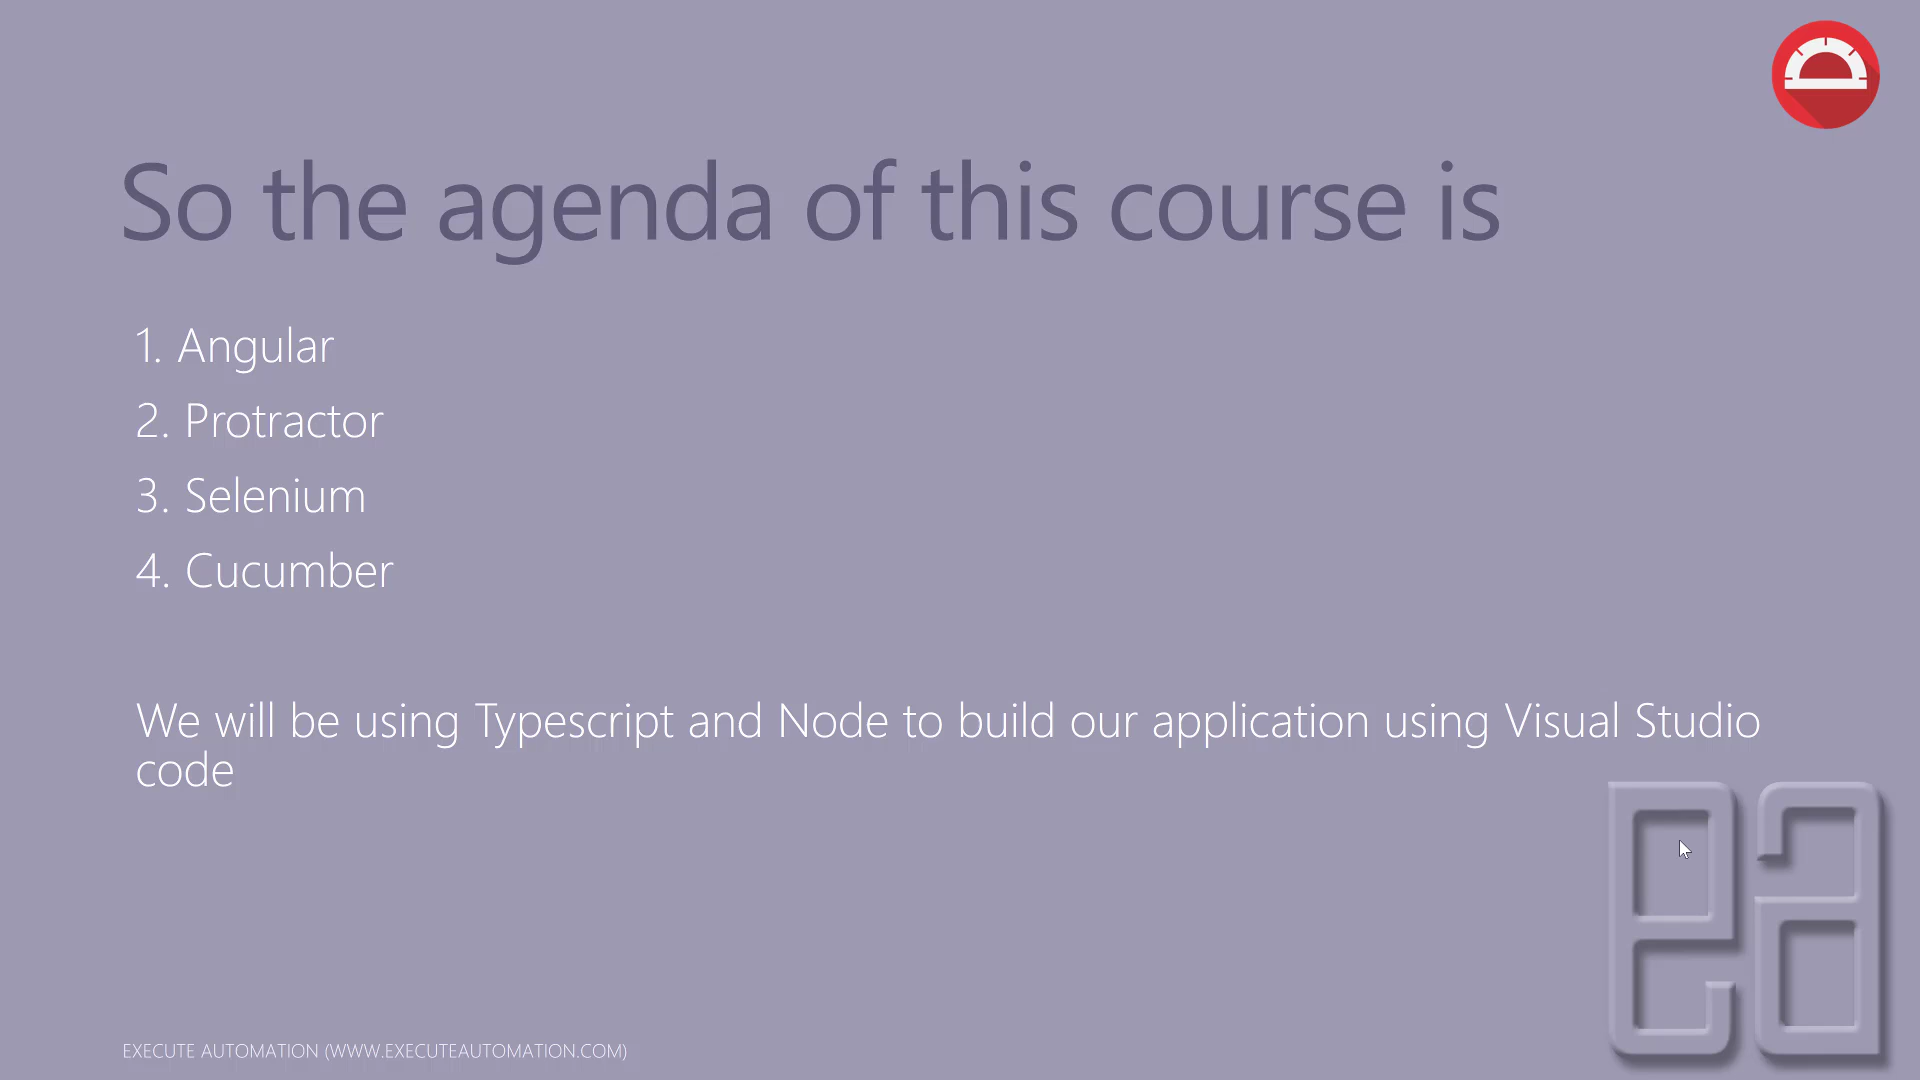 So the agenda of this course is
1. Angular
2. Protractor
3. Selenium
4. Cucumber
We will be using Typescript and Node to build our application using Visual Studio
code
ea
EXECUTE AUTOMATION (WWW.EXECUTEAUTOMATION.COM)